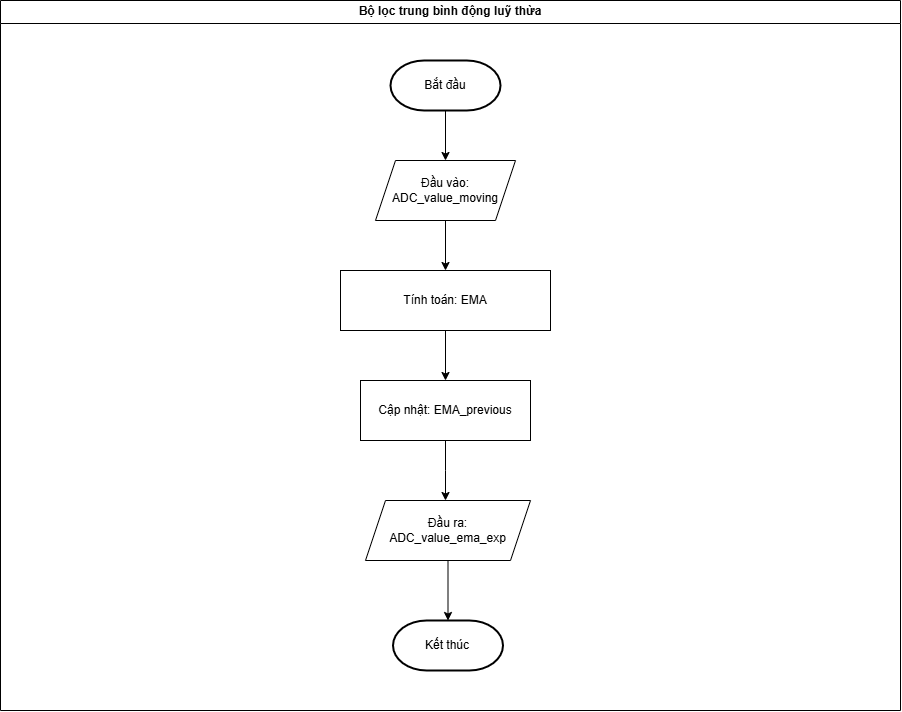 Bộ lọc trung bình động luỹ thừa
Bắt đầu
Đầu vào:
ADC_value_moving
Tính toán: EMA
Cập nhật: EMA_previous
Đầu ra:
ADC_value_ema_exp
Kết thúc